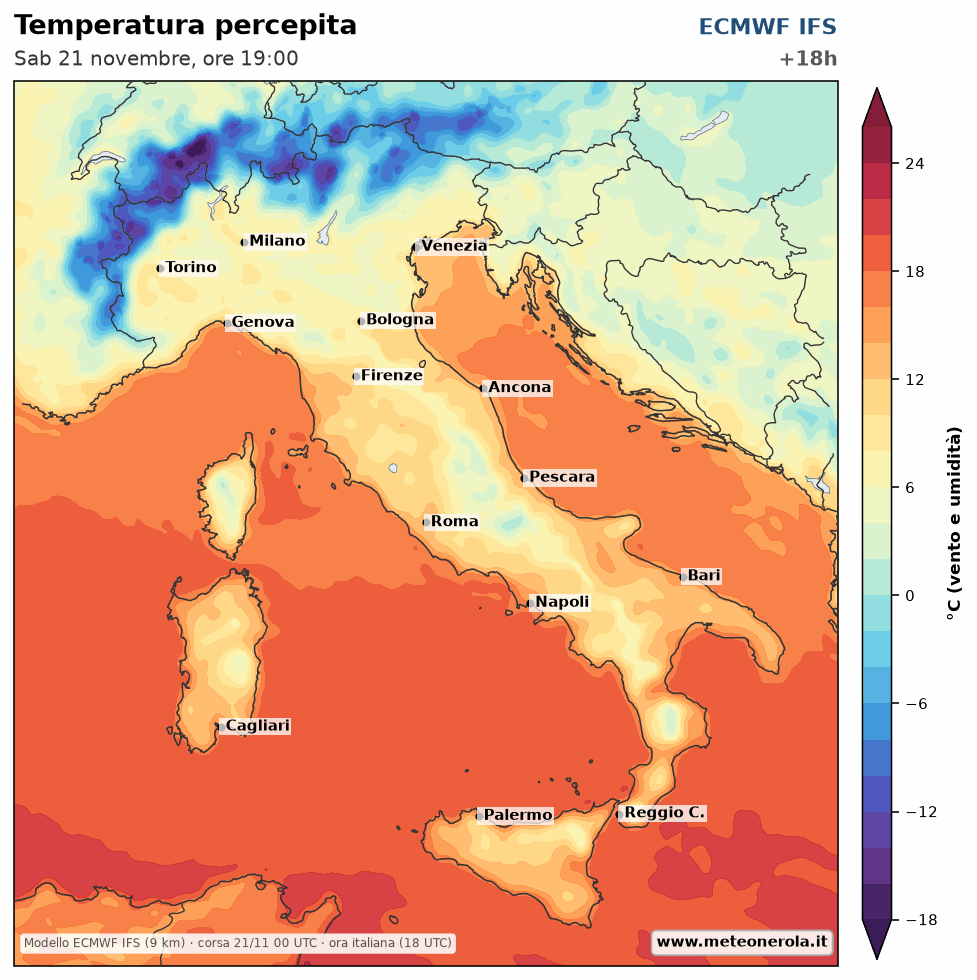 Temperatura percepita
ECMWF IFS
Sab 21 novembre, ore 19:00
+18h
Milano
Venezia
Torino
Genova
Bologna
Firenze
Ancona
Pescara
Roma
Bari
Napoli
Cagliari
Palermo
Reggio C.
24
18
12
6
0
−6
−12
−18
°C (vento e umidità)
Modello ECMWF IFS (9 km) · corsa 21/11 00 UTC · ora italiana (18 UTC)
www.meteonerola.it